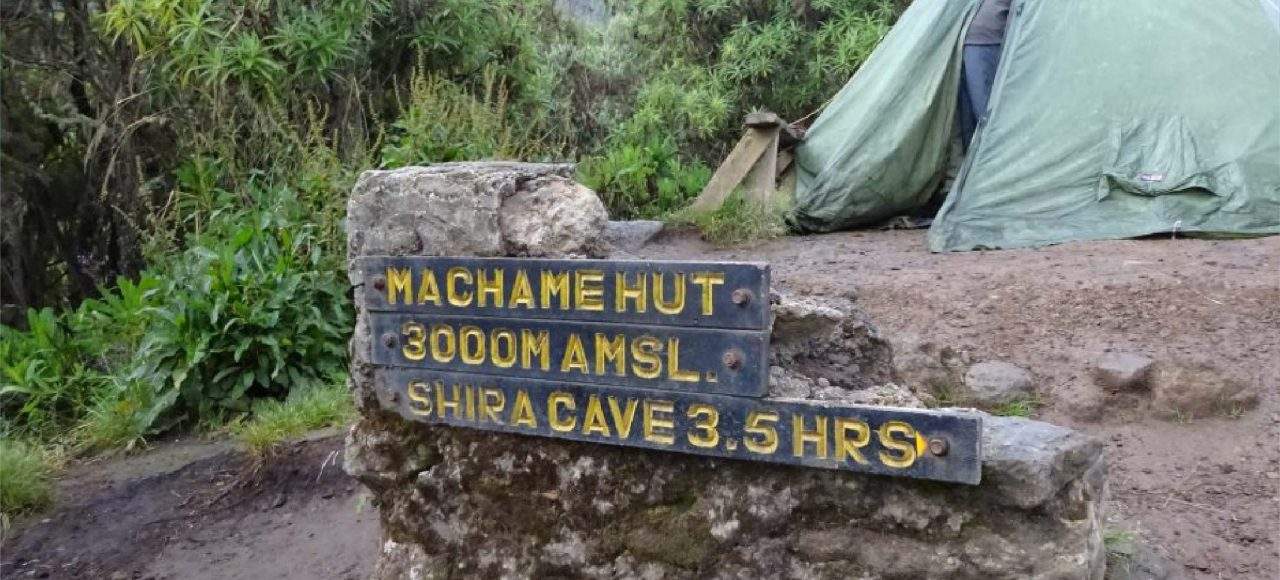 MACHAME HUT
3000M AMSL.
SHIRA CAVE 3.5 HRS